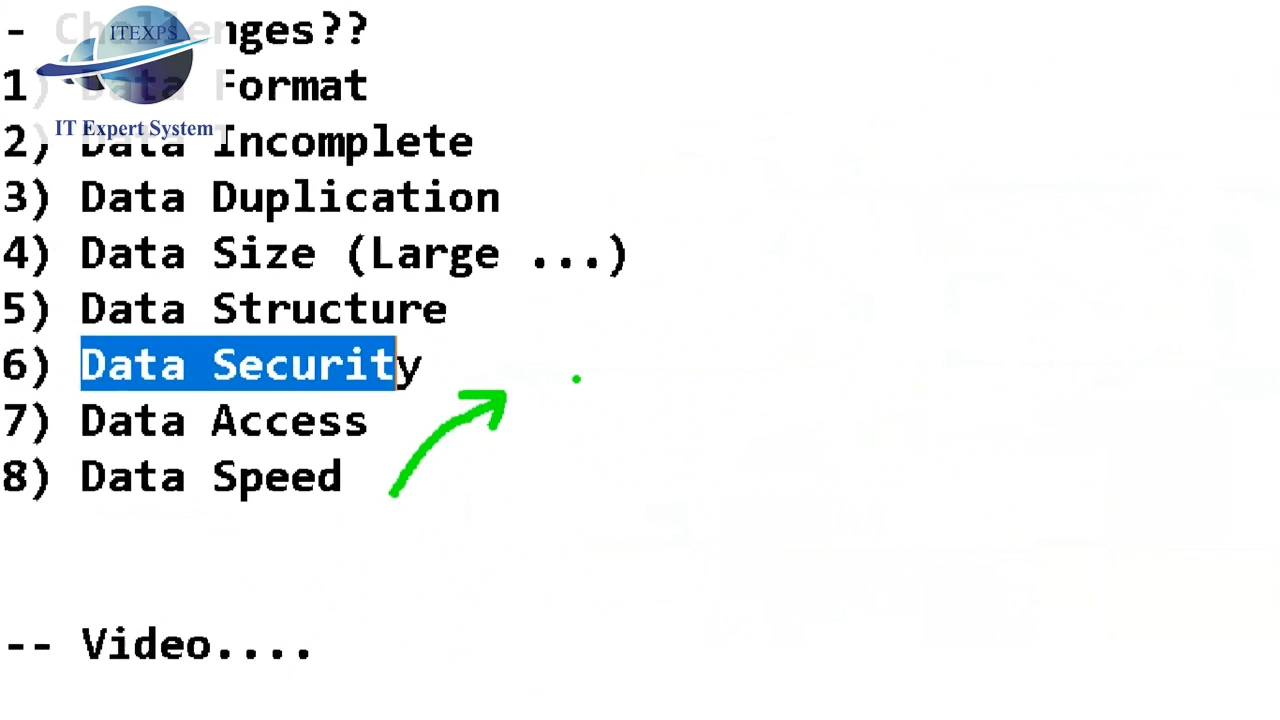 - Challenges??
ITEXPS
1) Data Format
IT Expert System
2) Data Incomplete
3) Data Duplication
4) Data Size (Large ...)
5) Data Structure
6) Data Security
7) Data Access
8) Data Speed
-- Video....